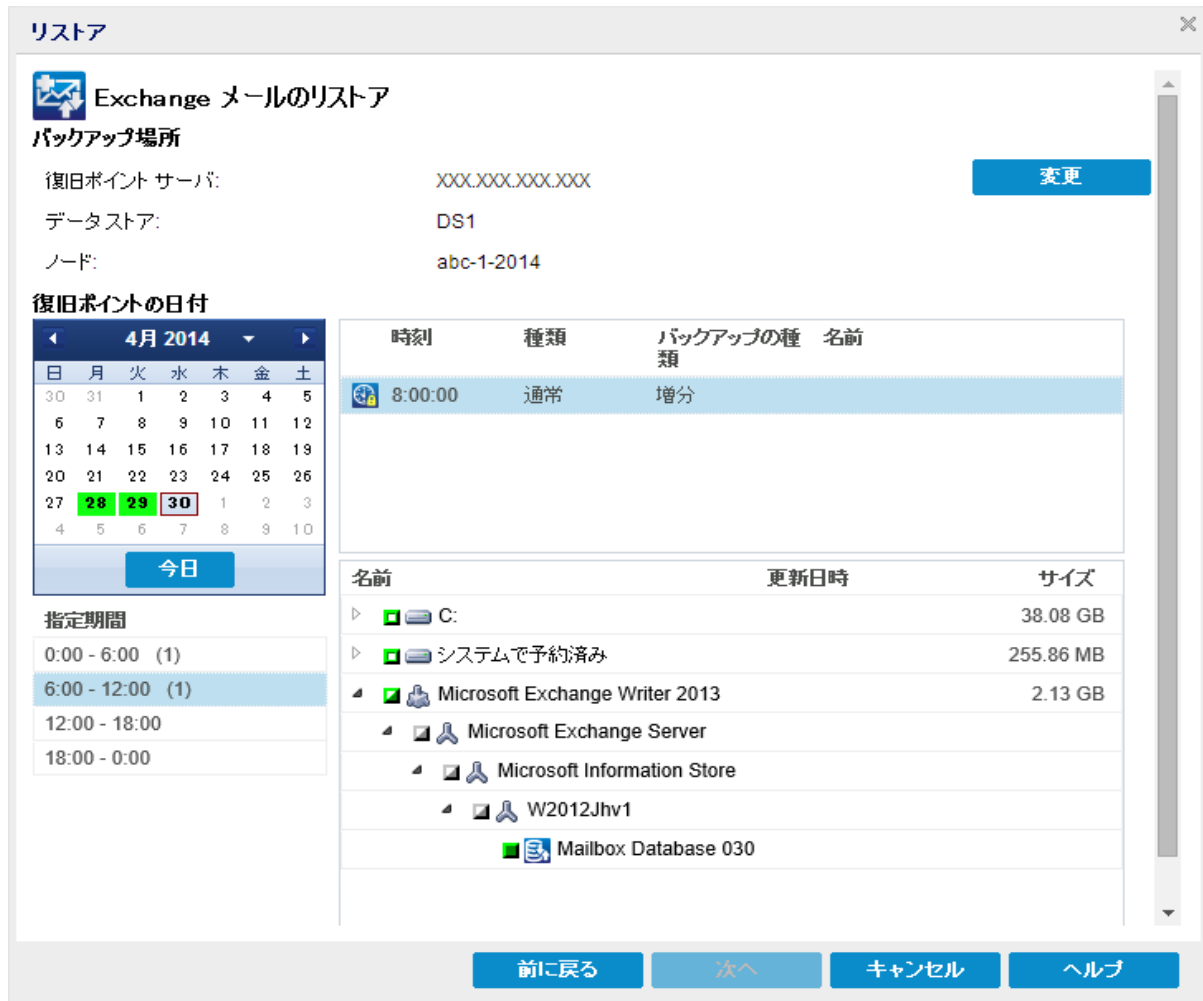 リストア
Exchange メールのリストア
バックアップ場所
復旧ポイント サーバ: XXX.XXX.XXX.XXX 変更
データストア: DS1
ノード: abc-1-2014
復旧ポイントの日付
4月 2014
日 月 火 水 木 金 土
30 31 1 2 3 4 5
6 7 8 9 10 11 12
13 14 15 16 17 18 19
20 21 22 23 24 25 26
27 28 29 30 1 2 3
4 5 6 7 8 9 10
今日
指定期間
0:00 - 6:00 (1)
6:00 - 12:00 (1)
12:00 - 18:00
18:00 - 0:00
時刻 種類 バックアップの種類 名前
8:00:00 通常 増分
名前 更新日時 サイズ
C: 38.08 GB
システムで予約済み 255.86 MB
Microsoft Exchange Writer 2013 2.13 GB
Microsoft Exchange Server
Microsoft Information Store
W2012Jhv1
Mailbox Database 030
前に戻る 次へ キャンセル ヘルプ